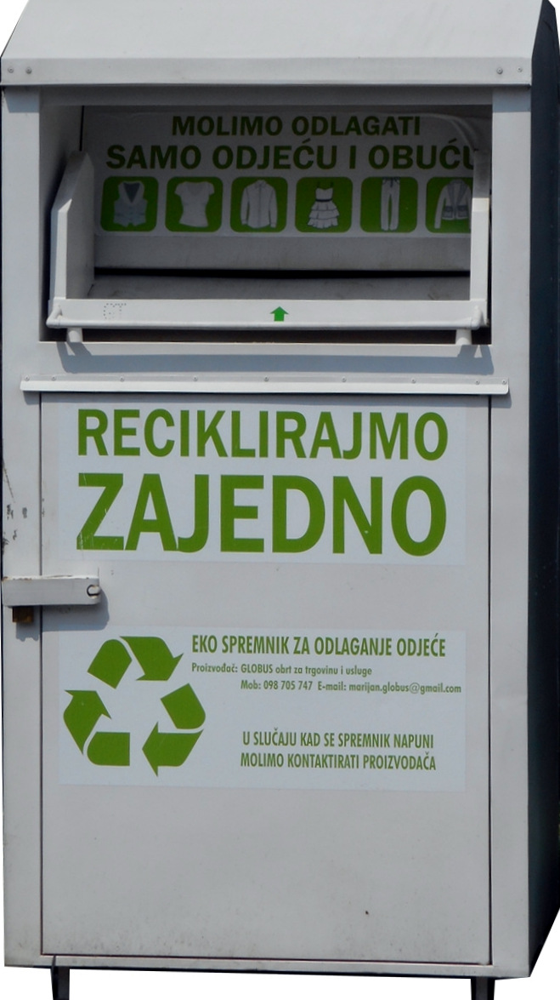 MOLIMO ODLAGATI
SAMO ODJEĆU I OBUĆU
RECIKLIRAJMO
ZAJEDNO
EKO SPREMNIK ZA ODLAGANJE ODJEĆE
Proizvođač: GLOBUS obrt za trgovinu i usluge
Mob: 098 705 747 E-mail: marijan.globus@gmail.com
U SLUČAJU KAD SE SPREMNIK NAPUNI
MOLIMO KONTAKTIRATI PROIZVOĐAČA